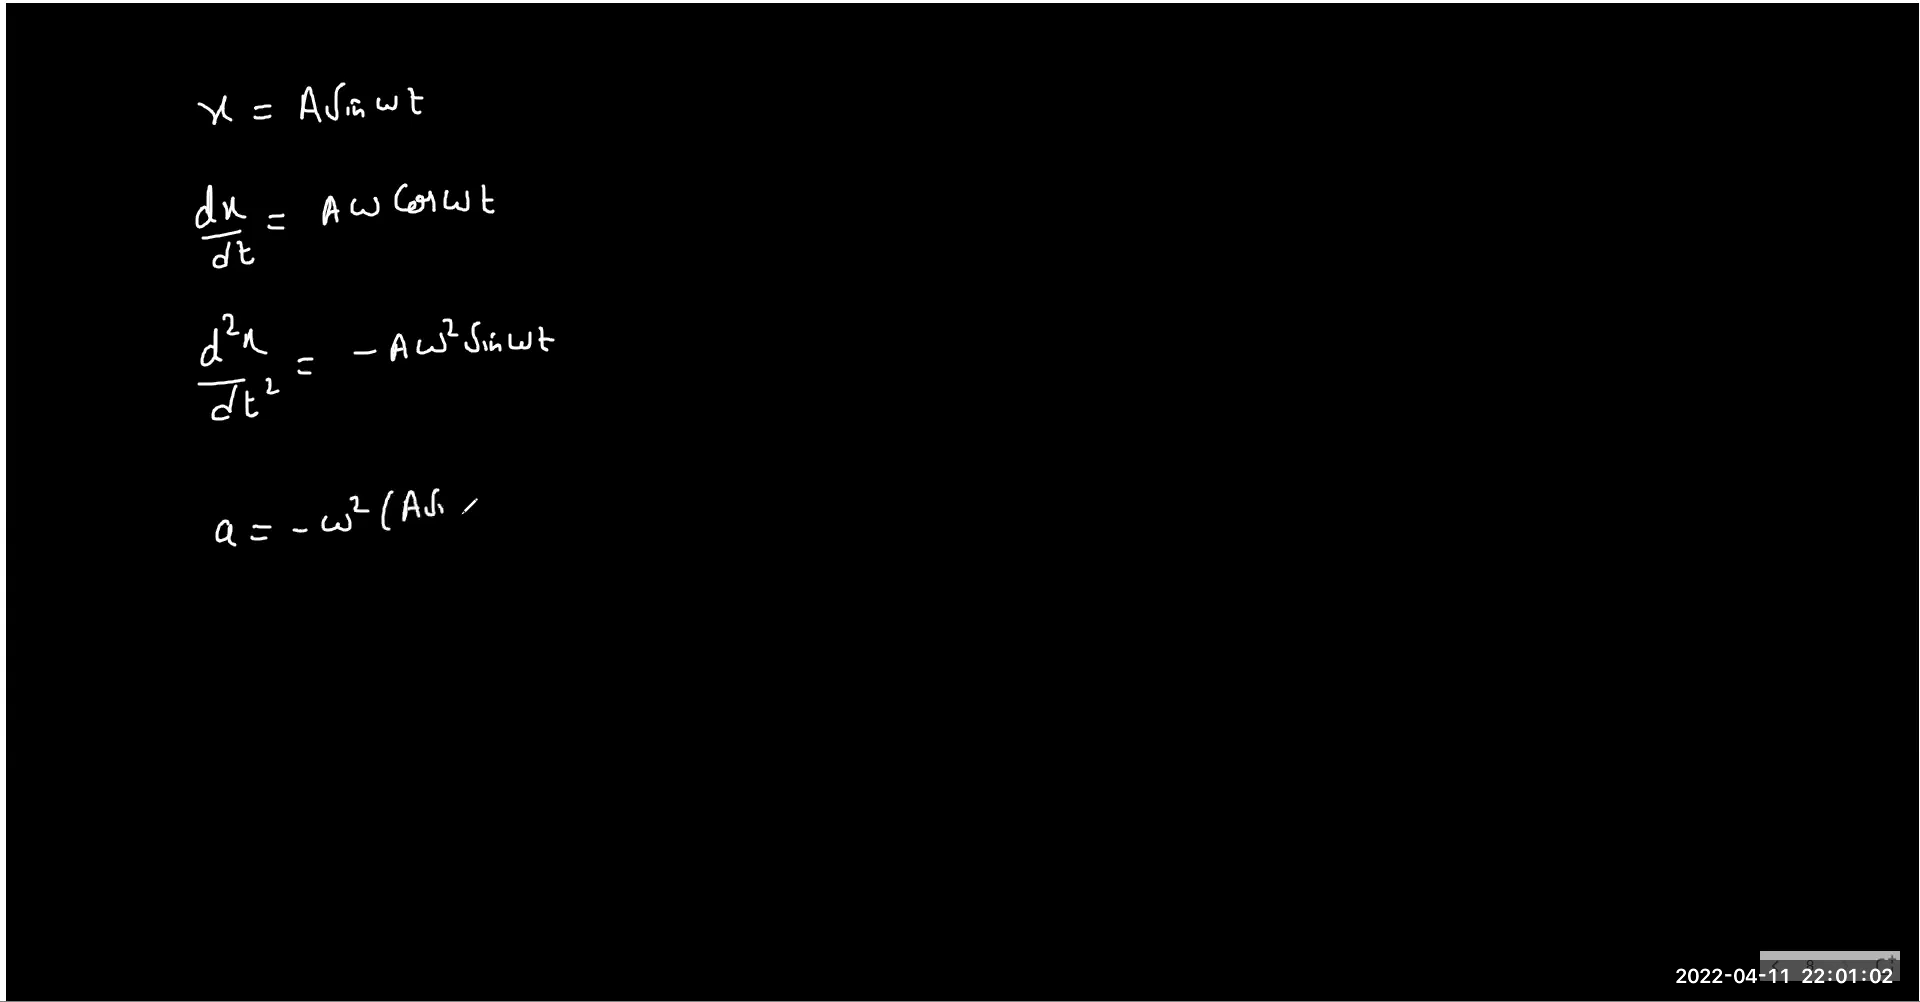 x = A sin ωt
dx/dt = Aω cos ωt
d²x/dt² = - Aω² sin ωt
a = - ω² (A si
2022-04-11 22:01:02